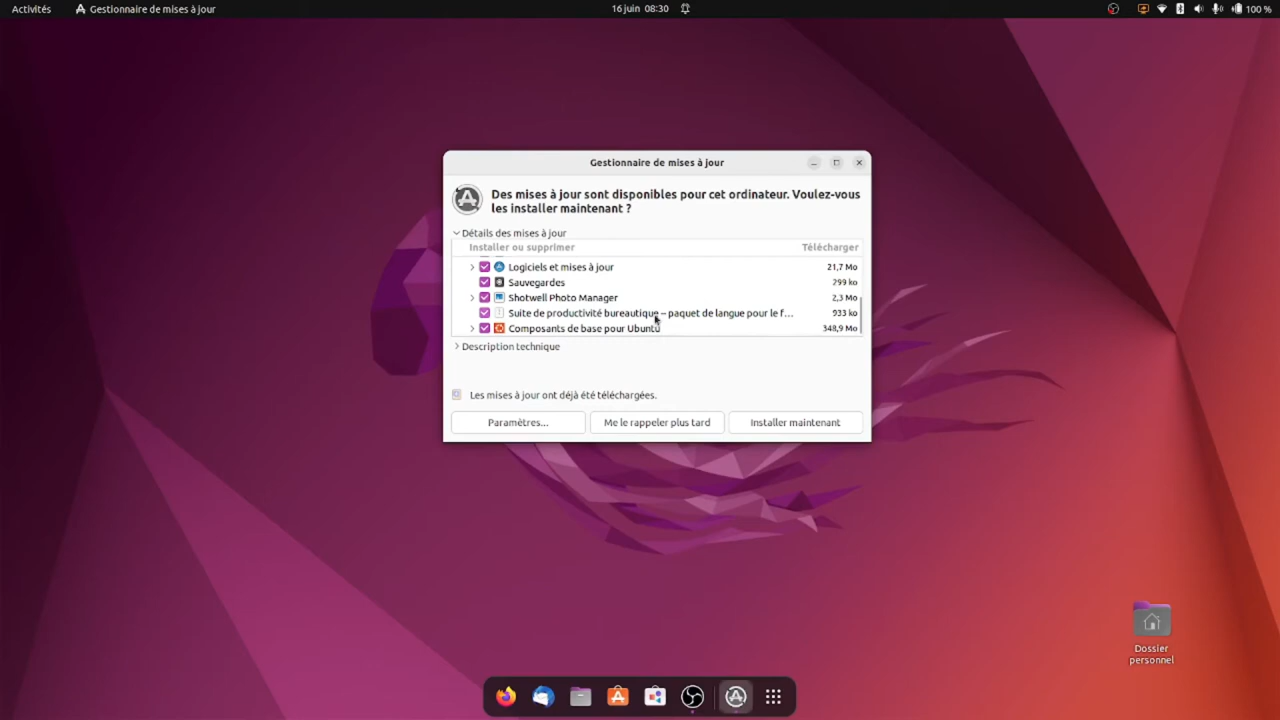 Activités
Gestionnaire de mises à jour
16 juin 08:30
100 %
Gestionnaire de mises à jour
Des mises à jour sont disponibles pour cet ordinateur. Voulez-vous
les installer maintenant ?
Détails des mises à jour
Installer ou supprimer Télécharger
Logiciels et mises à jour 21,7 Mo
Sauvegardes 299 ko
Shotwell Photo Manager 2,3 Mo
Suite de productivité bureautique – paquet de langue pour le f... 933 ko
Composants de base pour Ubuntu 348,9 Mo
Description technique
Les mises à jour ont déjà été téléchargées.
Paramètres... Me le rappeler plus tard Installer maintenant
Dossier
personnel